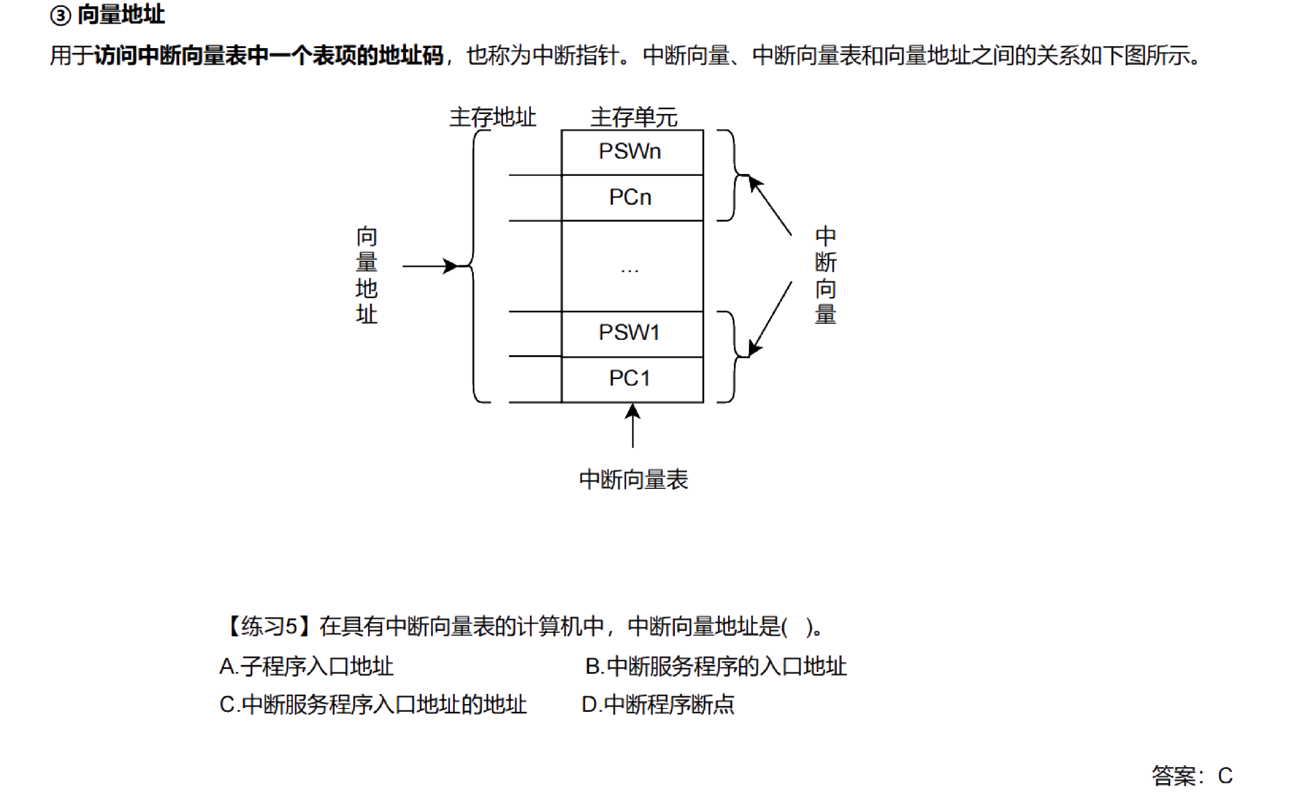 ③ 向量地址
用于访问中断向量表中一个表项的地址码，也称为中断指针。中断向量、中断向量表和向量地址之间的关系如下图所示。
主存地址 主存单元
PSWn
PCn
向量地址
中断向量
...
PSW1
PC1
中断向量表
【练习5】在具有中断向量表的计算机中，中断向量地址是( )。
A.子程序入口地址 B.中断服务程序的入口地址
C.中断服务程序入口地址的地址 D.中断程序断点
答案：C